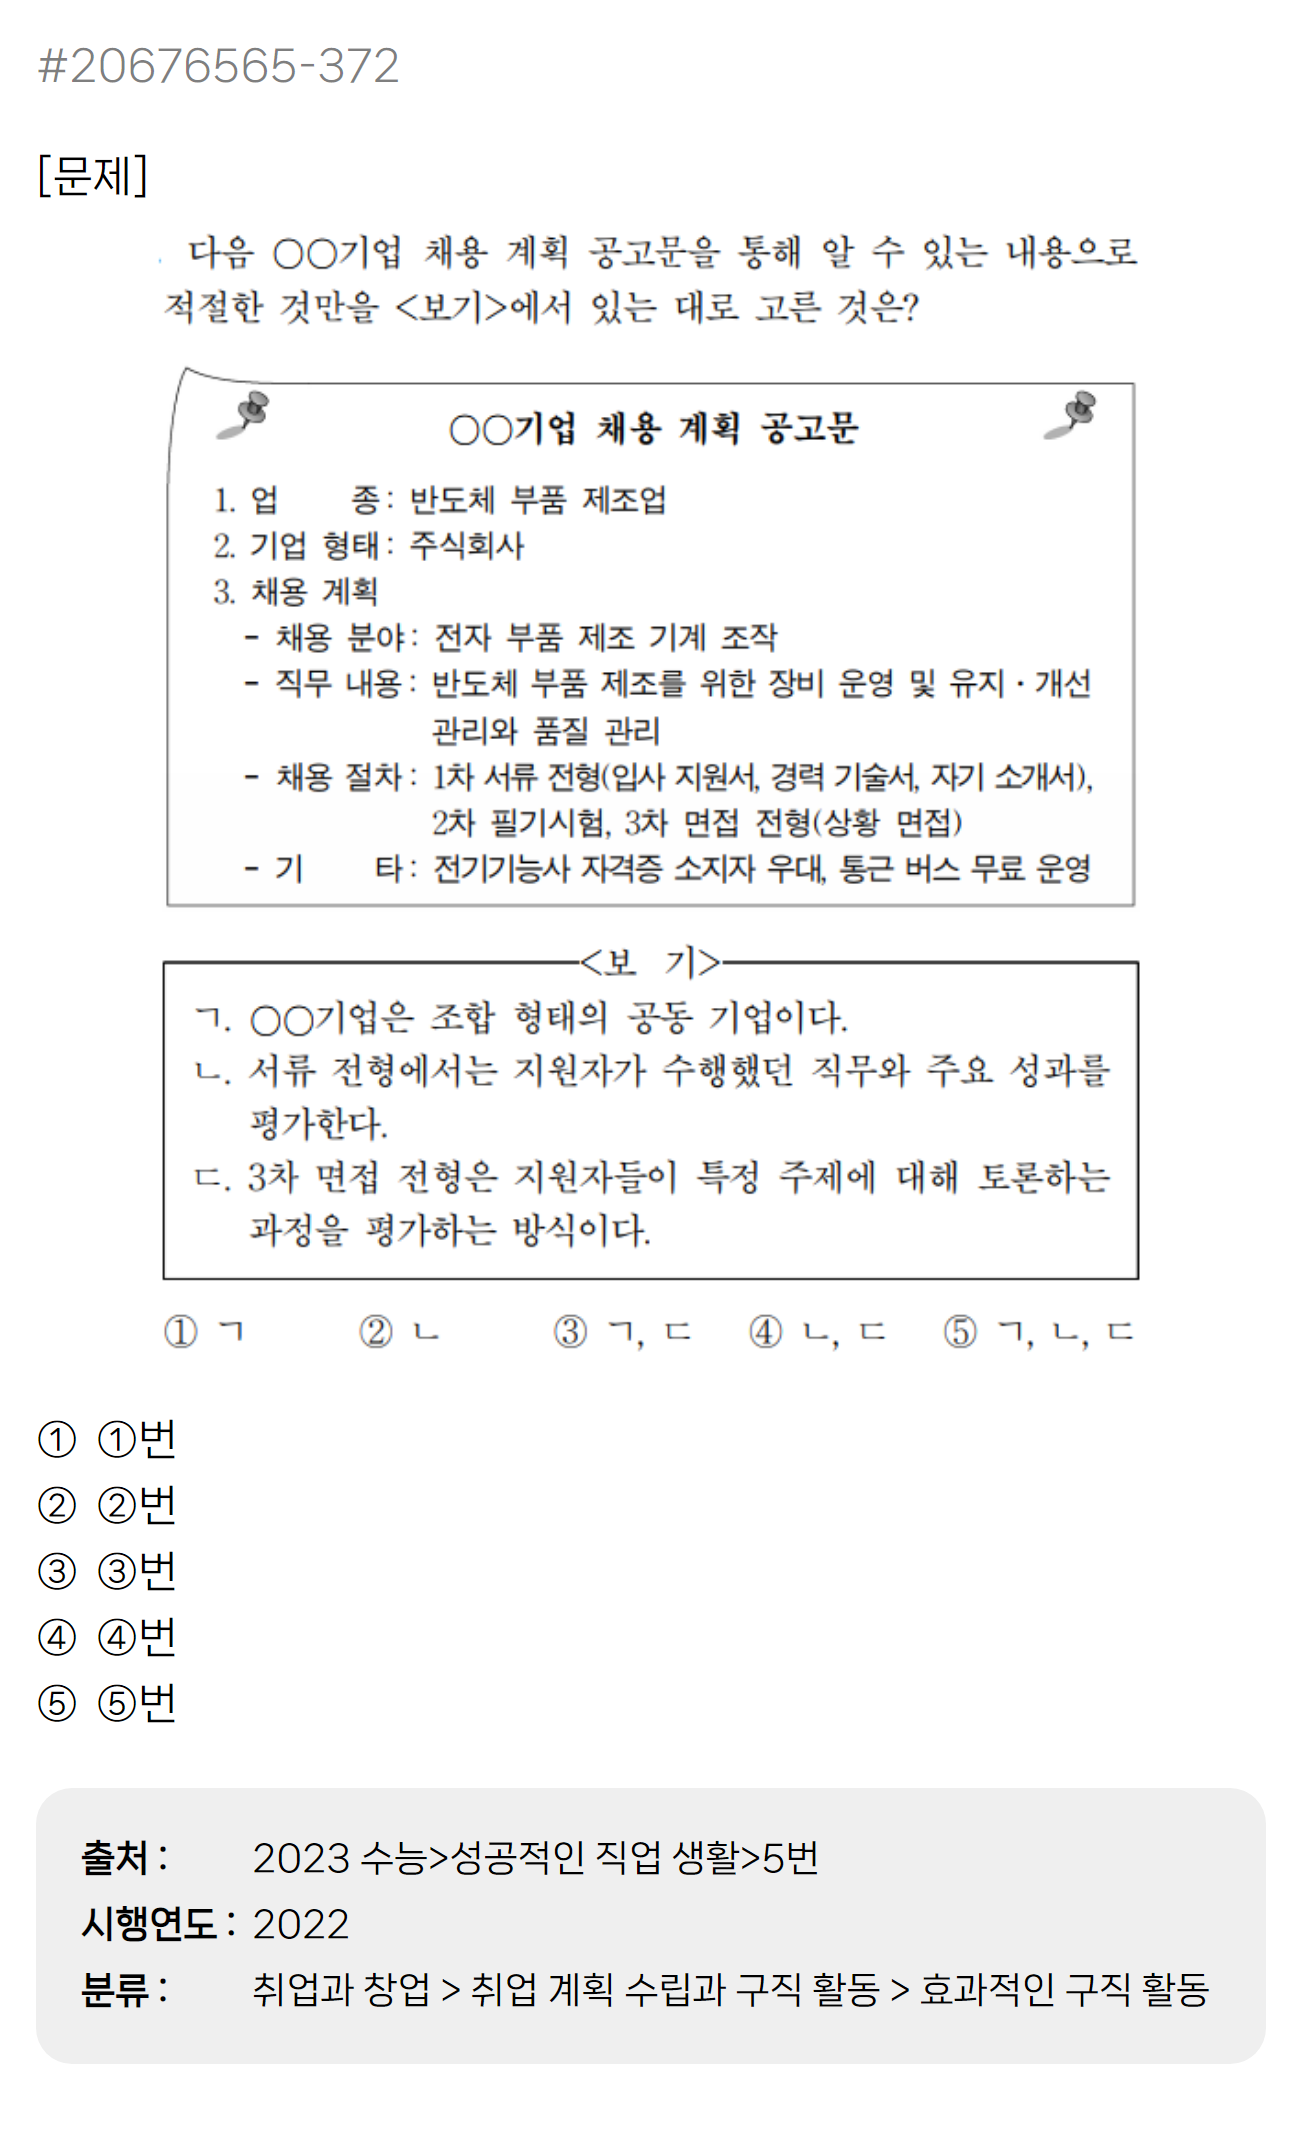 #20676565-372
[문제]
다음 ○○기업 채용 계획 공고문을 통해 알 수 있는 내용으로
적절한 것만을 <보기>에서 있는 대로 고른 것은?
○○기업 채용 계획 공고문
1. 업 종: 반도체 부품 제조업
2. 기업 형태: 주식회사
3. 채용 계획
- 채용 분야: 전자 부품 제조 기계 조작
- 직무 내용: 반도체 부품 제조를 위한 장비 운영 및 유지·개선
관리와 품질 관리
- 채용 절차: 1차 서류 전형(입사 지원서, 경력 기술서, 자기 소개서),
2차 필기시험, 3차 면접 전형(상황 면접)
- 기 타: 전기기능사 자격증 소지자 우대, 통근 버스 무료 운영
<보 기>
ㄱ. ○○기업은 조합 형태의 공동 기업이다.
ㄴ. 서류 전형에서는 지원자가 수행했던 직무와 주요 성과를
평가한다.
ㄷ. 3차 면접 전형은 지원자들이 특정 주제에 대해 토론하는
과정을 평가하는 방식이다.
① ㄱ ② ㄴ ③ ㄱ, ㄷ ④ ㄴ, ㄷ ⑤ ㄱ, ㄴ, ㄷ
① ①번
② ②번
③ ③번
④ ④번
⑤ ⑤번
출처 : 2023 수능>성공적인 직업 생활>5번
시행연도 : 2022
분류 : 취업과 창업 > 취업 계획 수립과 구직 활동 > 효과적인 구직 활동